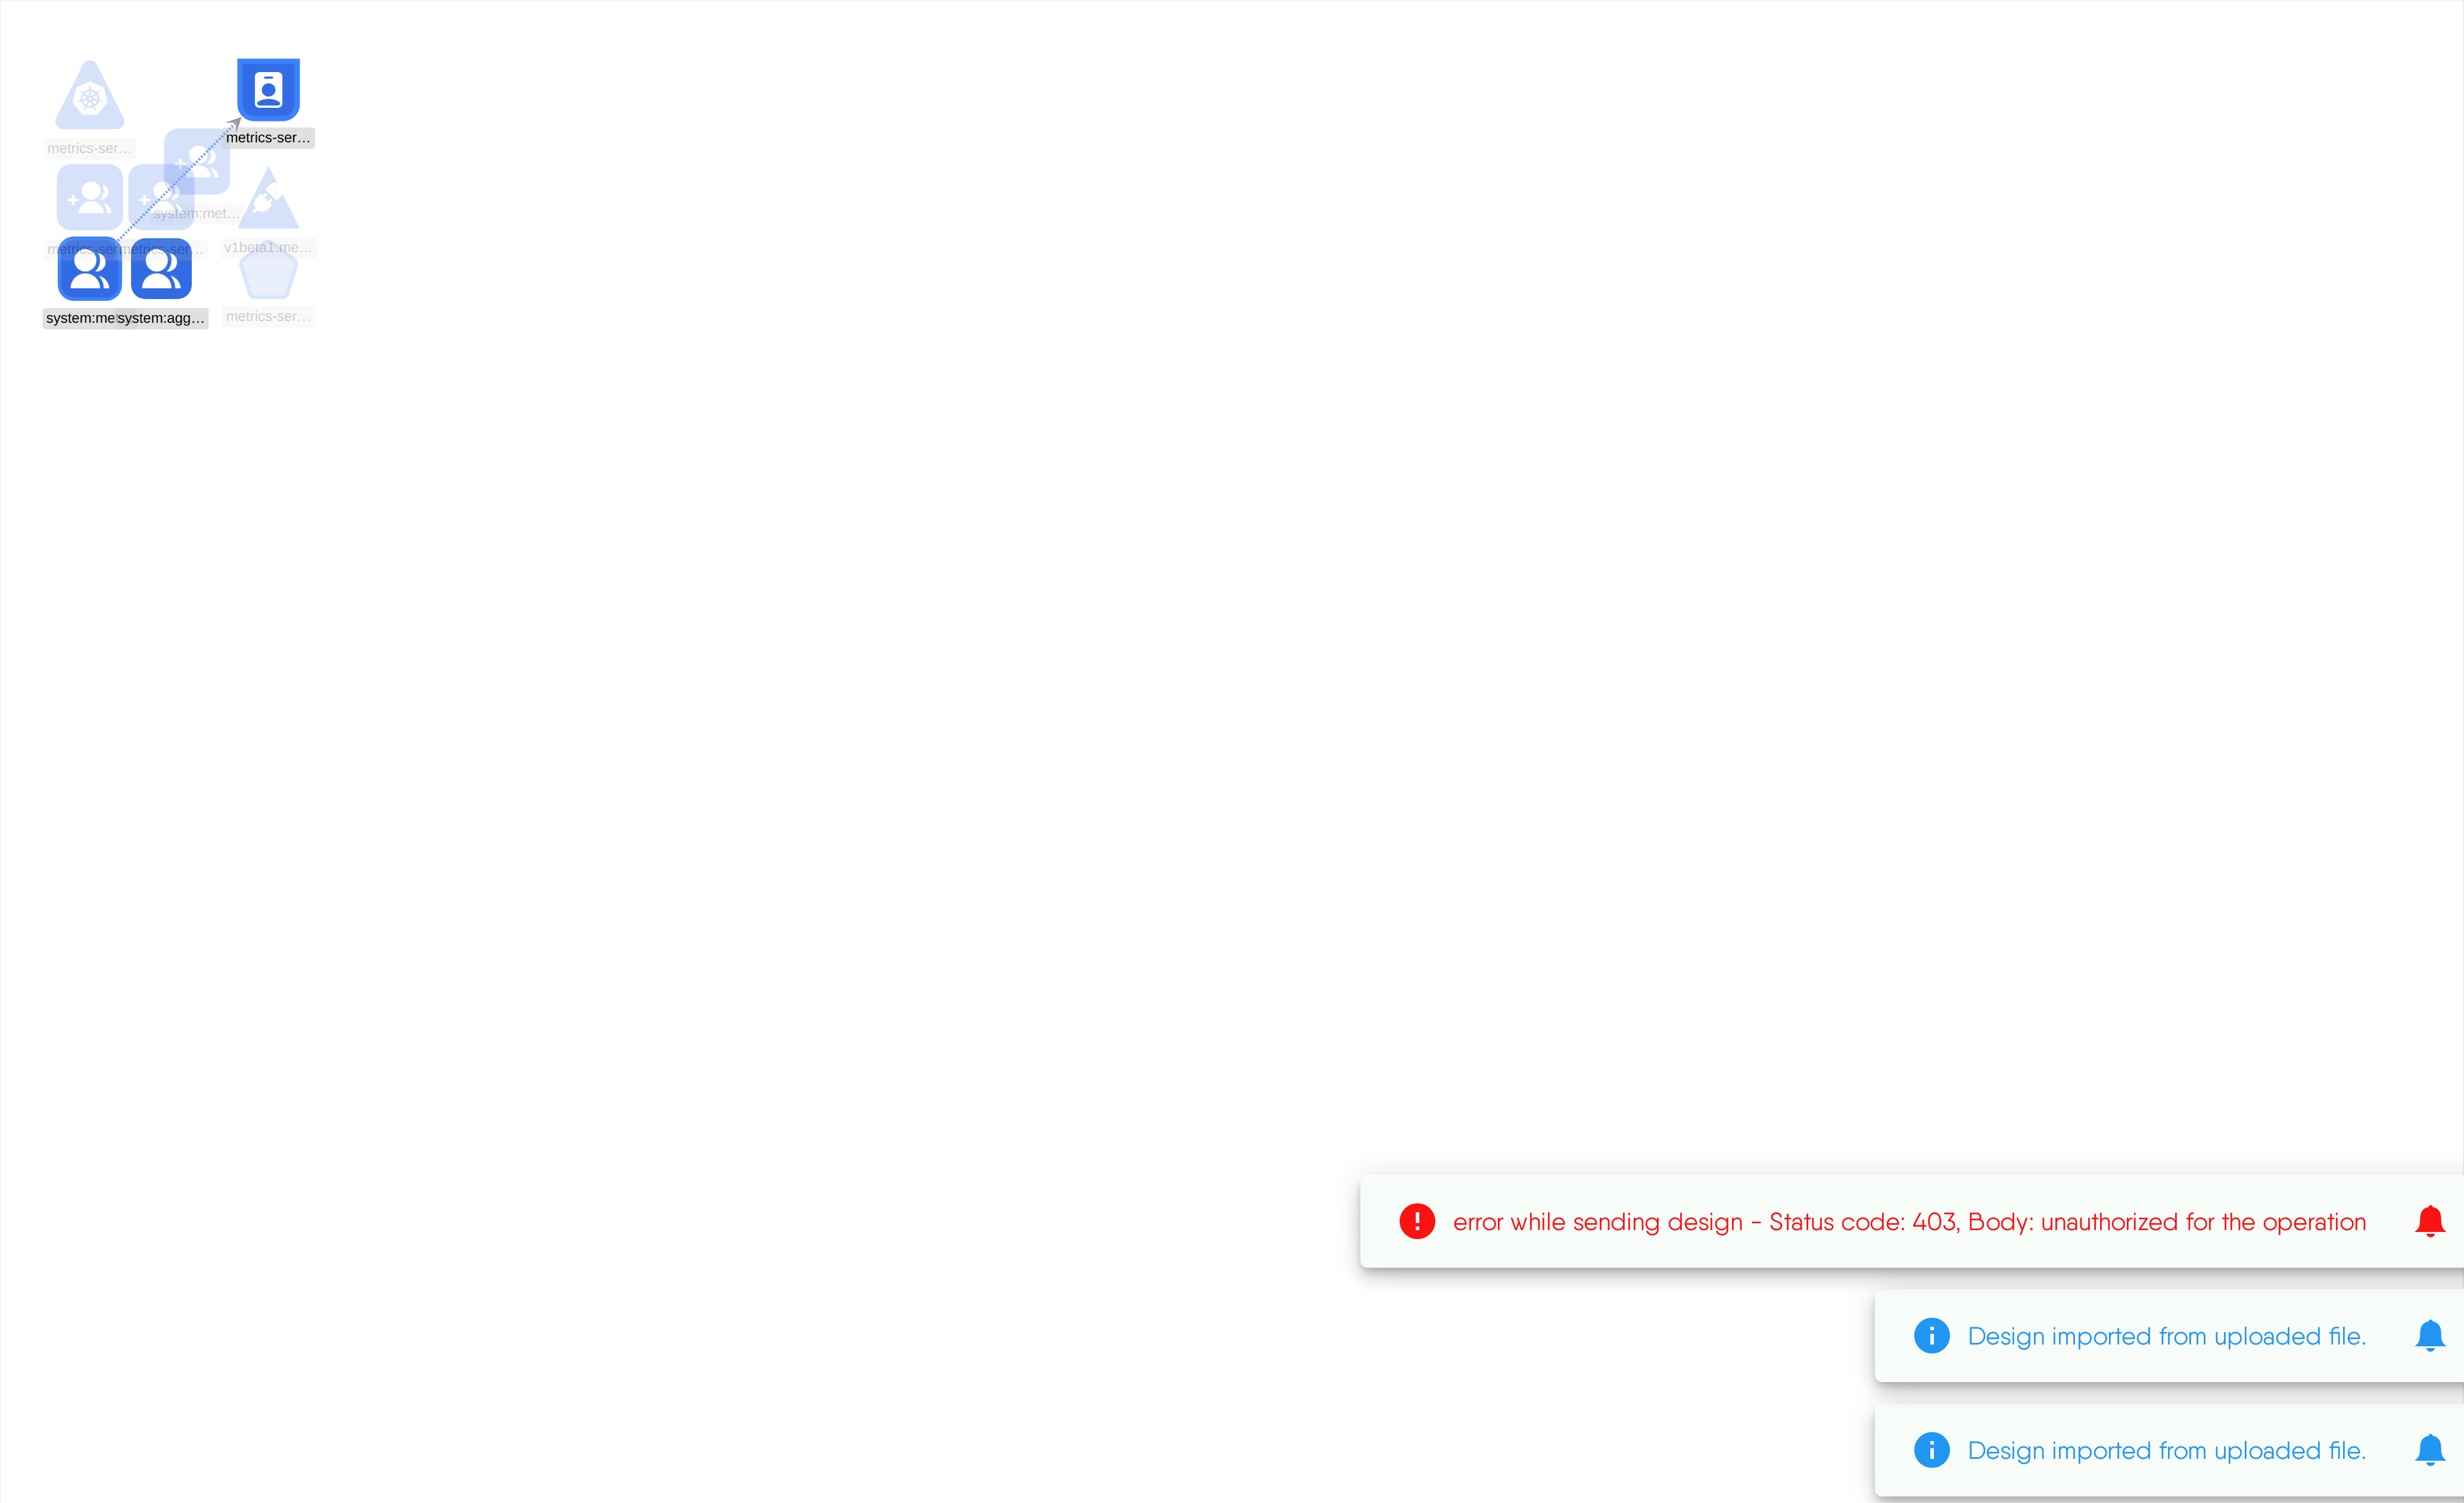 metrics-ser...
metrics-ser...
system:met...
metrics-ser...
v1beta1.me...
system:me
system:agg...
metrics-ser...
error while sending design - Status code: 403, Body: unauthorized for the operation
Design imported from uploaded file.
Design imported from uploaded file.